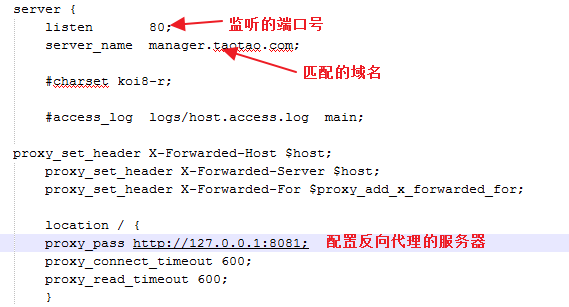 server {
listen 80; 监听的端口号
server_name manager.taotao.com;
匹配的域名
#charset koi8-r;
#access_log logs/host.access.log main;
proxy_set_header X-Forwarded-Host $host;
proxy_set_header X-Forwarded-Server $host;
proxy_set_header X-Forwarded-For $proxy_add_x_forwarded_for;
location / {
proxy_pass http://127.0.0.1:8081; 配置反向代理的服务器
proxy_connect_timeout 600;
proxy_read_timeout 600;
}